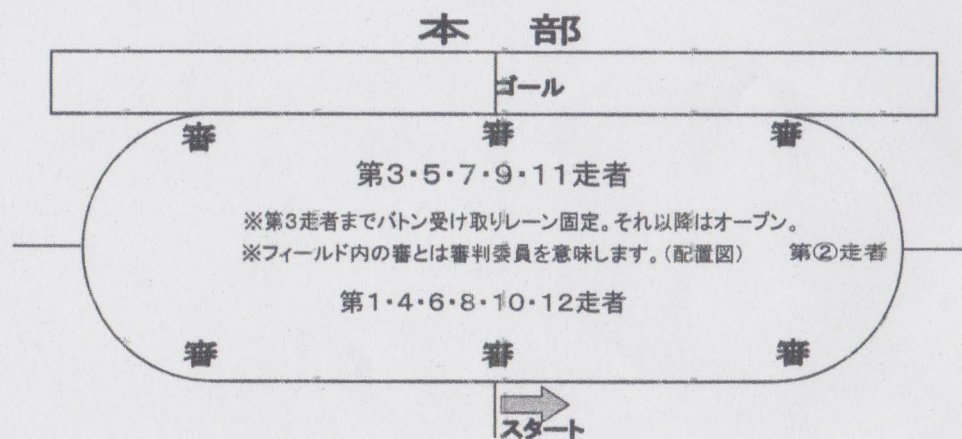 本 部
ゴール
審 審 審
第3・5・7・9・11走者
※第3走者までバトン受け取りレーン固定。それ以降はオープン。
※フィールド内の審とは審判委員を意味します。(配置図)
第②走者
第1・4・6・8・10・12走者
審 審 審
スタート